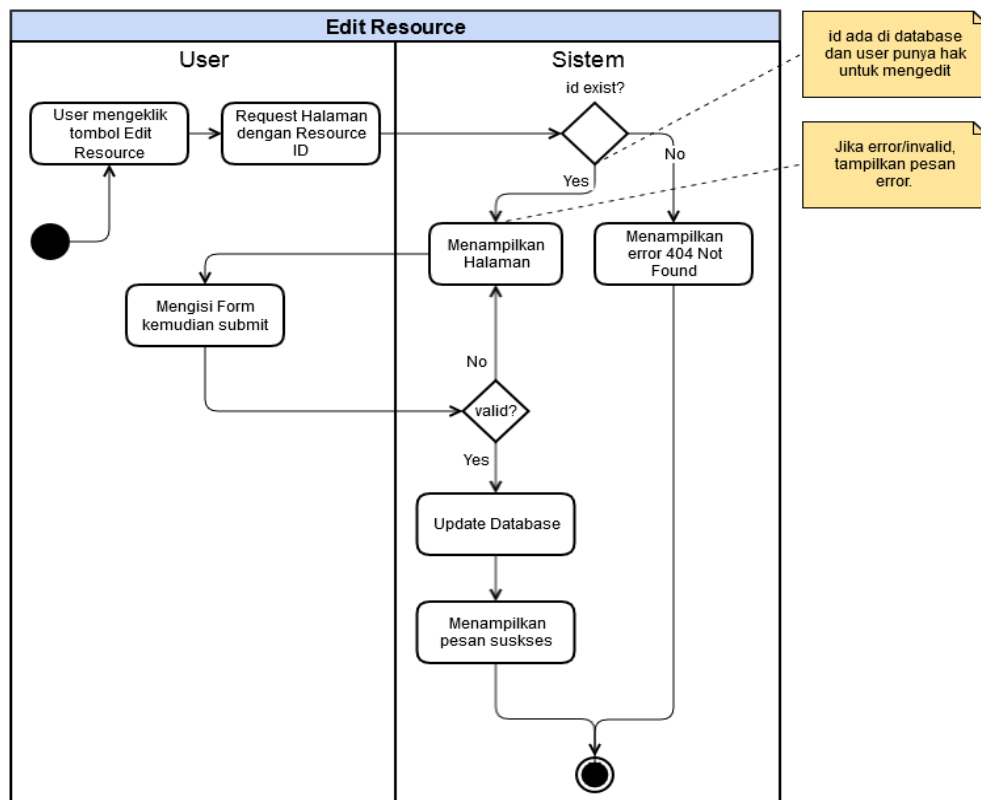 Edit Resource
User
Sistem
User mengeklik
tombol Edit
Resource
Request Halaman
dengan Resource
ID
id exist?
id ada di database
dan user punya hak
untuk mengedit
No
Yes
Jika error/invalid,
tampilkan pesan
error.
Menampilkan
Halaman
Menampilkan
error 404 Not
Found
Mengisi Form
kemudian submit
No
valid?
Yes
Update Database
Menampilkan
pesan suskses